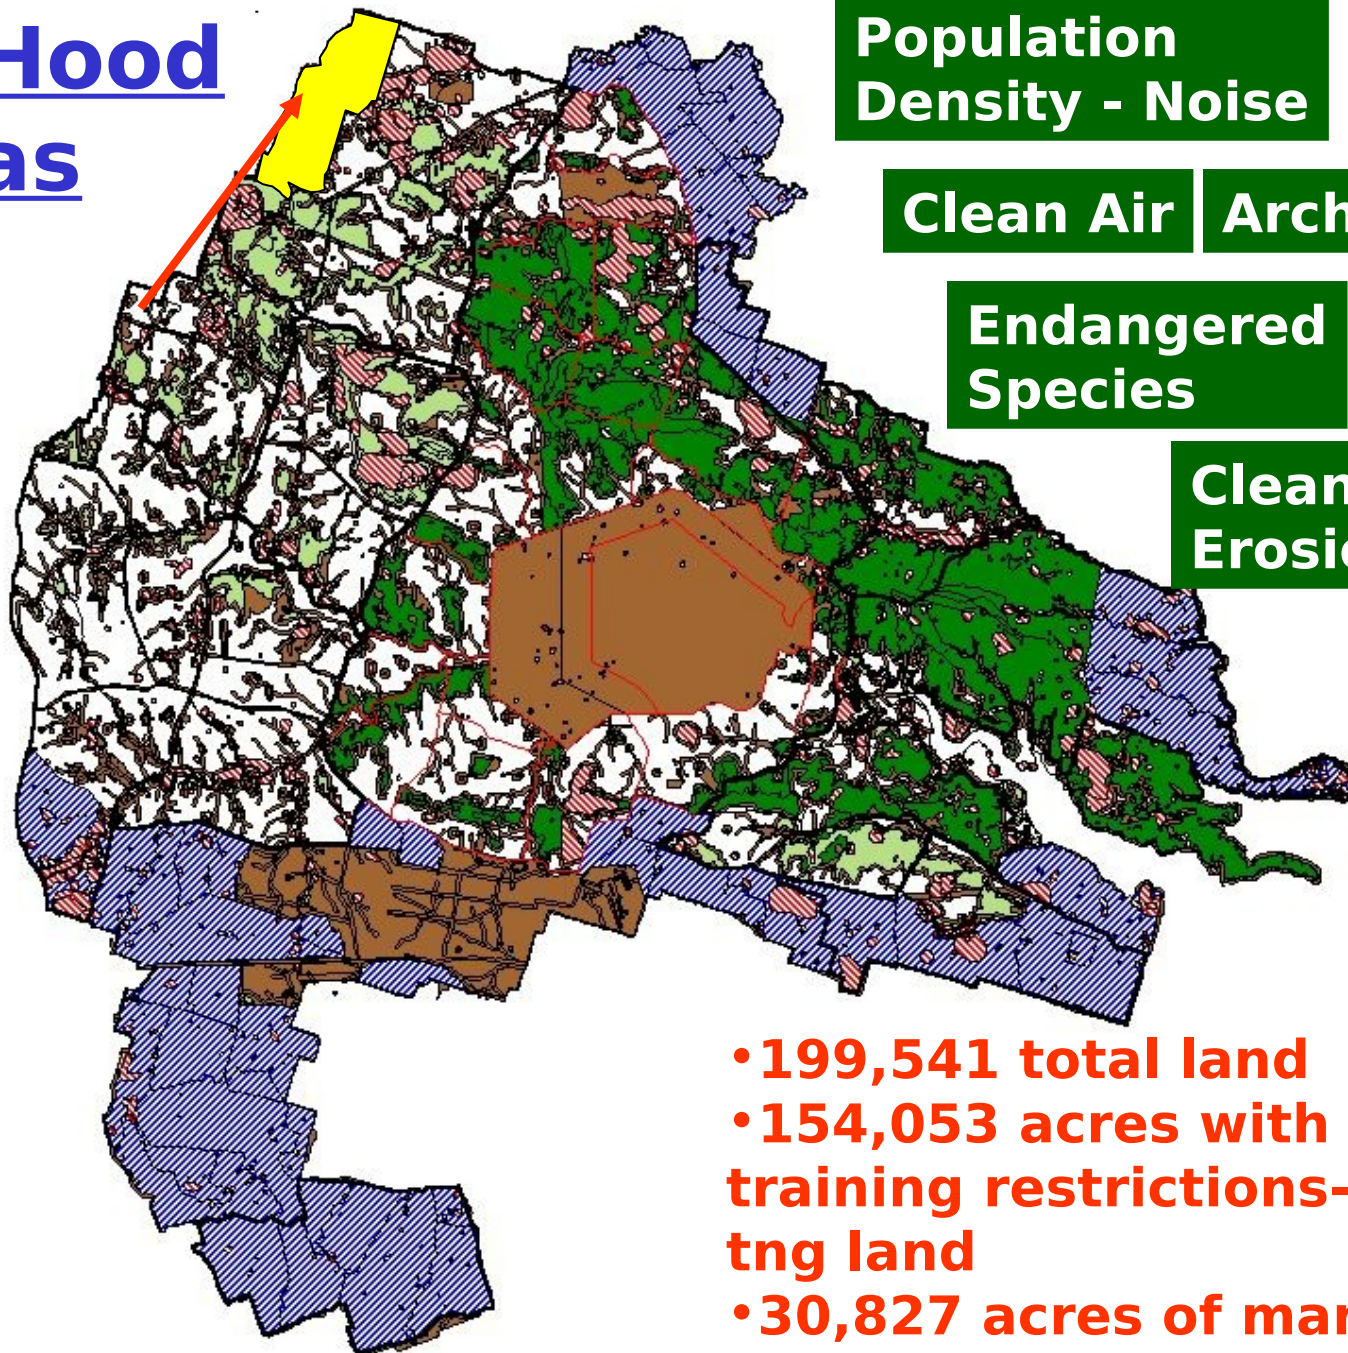 Hood
as
Population
Density - Noise
Clean Air
Arch
Endangered
Species
Clean
Erosi
•199,541 total land
•154,053 acres with
training restrictions-
tng land
•30,827 acres of mar